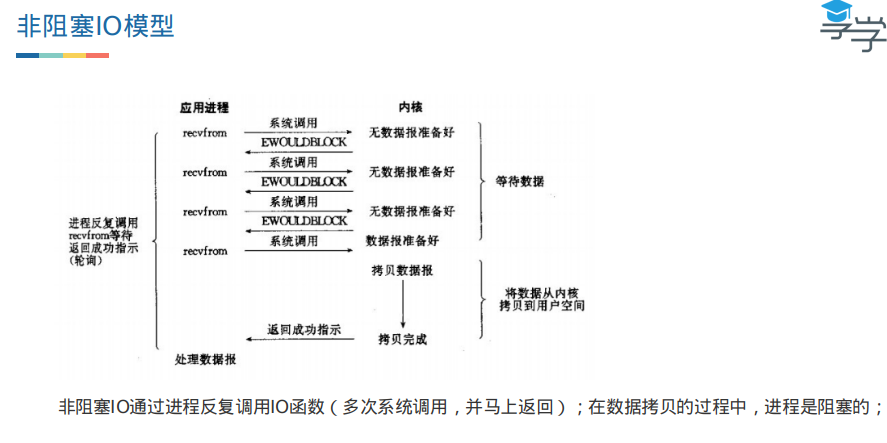 非阻塞IO模型
享学
应用进程
内核
recvfrom
系统调用
无数据报准备好
EWOULDBLOCK
recvfrom
系统调用
无数据报准备好
EWOULDBLOCK
等待数据
recvfrom
系统调用
无数据报准备好
EWOULDBLOCK
进程反复调用
recvfrom等待
返回成功指示
(轮询)
recvfrom
系统调用
数据报准备好
拷贝数据报
将数据从内核
拷贝到用户空间
返回成功指示
拷贝完成
处理数据报
非阻塞IO通过进程反复调用IO函数（多次系统调用，并马上返回）；在数据拷贝的过程中，进程是阻塞的；